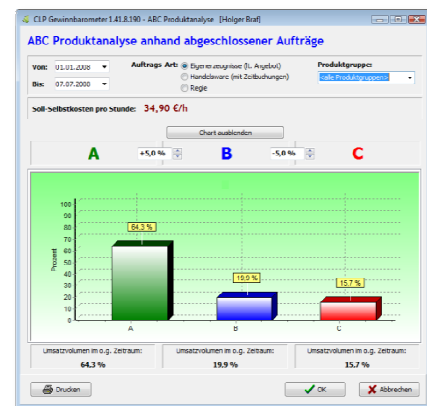 CLP Gewinnbarometer 1.41.8.190 - ABC Produktanalyse [Holger Braf]
ABC Produktanalyse anhand abgeschlossener Aufträge
Von: 01.01.2008
Auftrags Art: Eigenerzeugnisse (lt. Angebot)
Produktgruppe:
Handelsware (mit Zeitbuchungen)
<alle Produktgruppen>
Bis: 07.07.2008
Regie
Soll-Selbstkosten pro Stunde: 34,90 €/h
Chart ausblenden
A +5,0 % B -5,0 % C
Prozent
100
90
80
70
60
50
40
30
20
10
0
64,3 %
19,9 %
15,7 %
A B C
Umsatzvolumen im o.g. Zeitraum: Umsatzvolumen im o.g. Zeitraum: Umsatzvolumen im o.g. Zeitraum:
64,3 % 19,9 % 15,7 %
Drucken OK Abbrechen